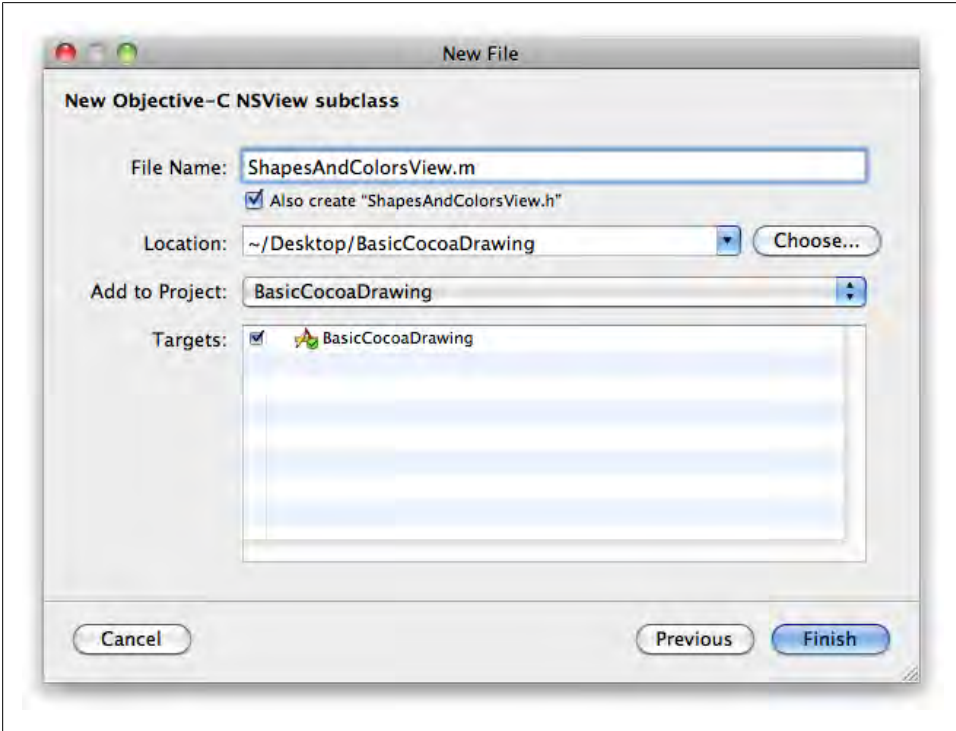 New File
New Objective-C NSView subclass
File Name: ShapesAndColorsView.m
Also create "ShapesAndColorsView.h"
Location: ~/Desktop/BasicCocoaDrawing Choose...
Add to Project: BasicCocoaDrawing
Targets: BasicCocoaDrawing
Cancel Previous Finish